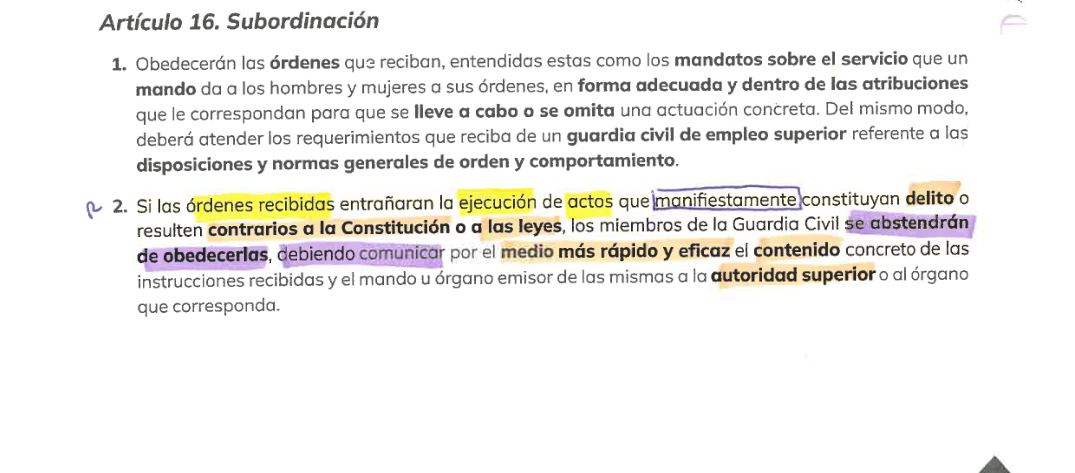 Artículo 16. Subordinación
1. Obedecerán las órdenes que reciban, entendidas estas como los mandatos sobre el servicio que un
mando da a los hombres y mujeres a sus órdenes, en forma adecuada y dentro de las atribuciones
que le correspondan para que se lleve a cabo o se omita una actuación concreta. Del mismo modo,
deberá atender los requerimientos que reciba de un guardia civil de empleo superior referente a las
disposiciones y normas generales de orden y comportamiento.
2. Si las órdenes recibidas entrañaran la ejecución de actos que manifiestamente constituyan delito o
resulten contrarios a la Constitución o a las leyes, los miembros de la Guardia Civil se abstendrán
de obedecerlas, debiendo comunicar por el medio más rápido y eficaz el contenido concreto de las
instrucciones recibidas y el mando u órgano emisor de las mismas a la autoridad superior o al órgano
que corresponda.